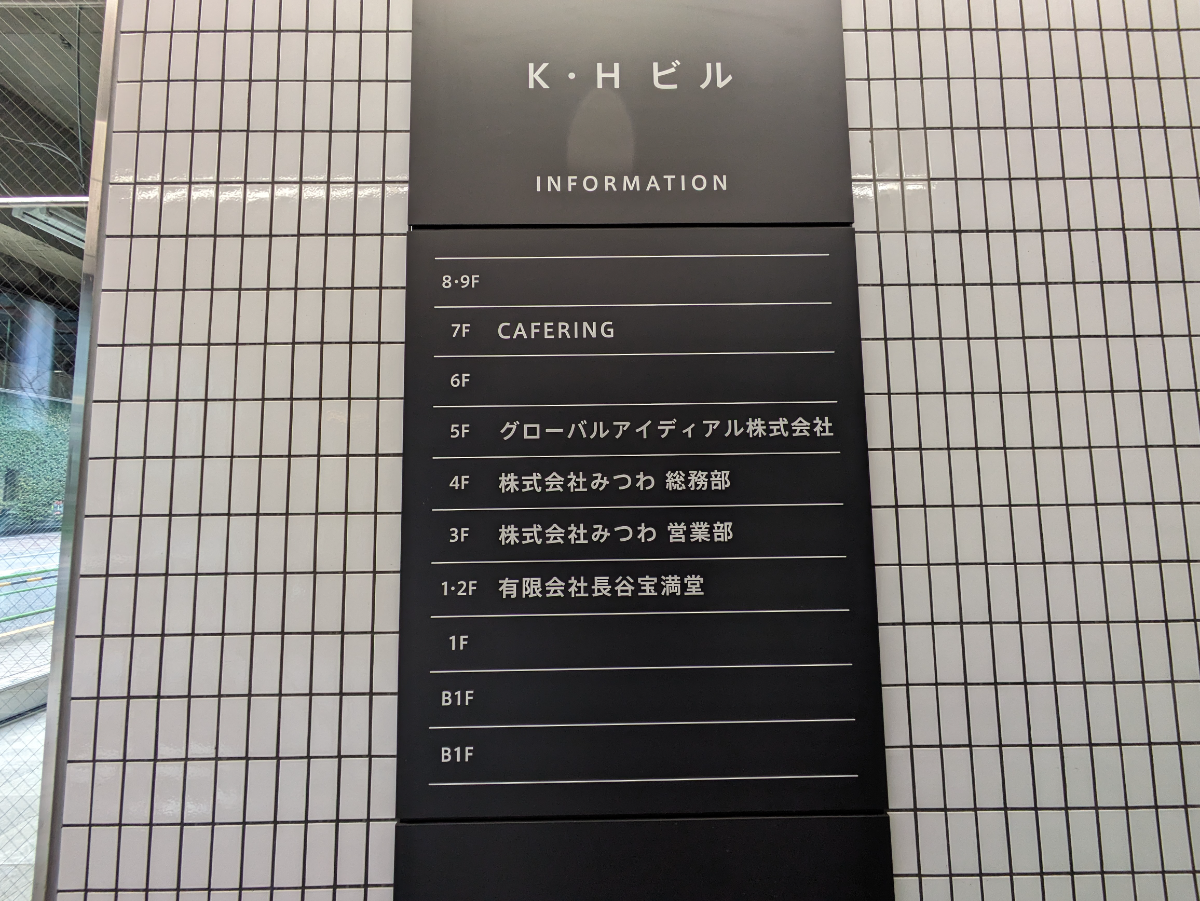 K・H ビル
INFORMATION
8・9F
7F CAFERING
6F
5F グローバルアイディアル株式会社
4F 株式会社みつわ 総務部
3F 株式会社みつわ 営業部
1・2F 有限会社長谷宝満堂
1F
B1F
B1F